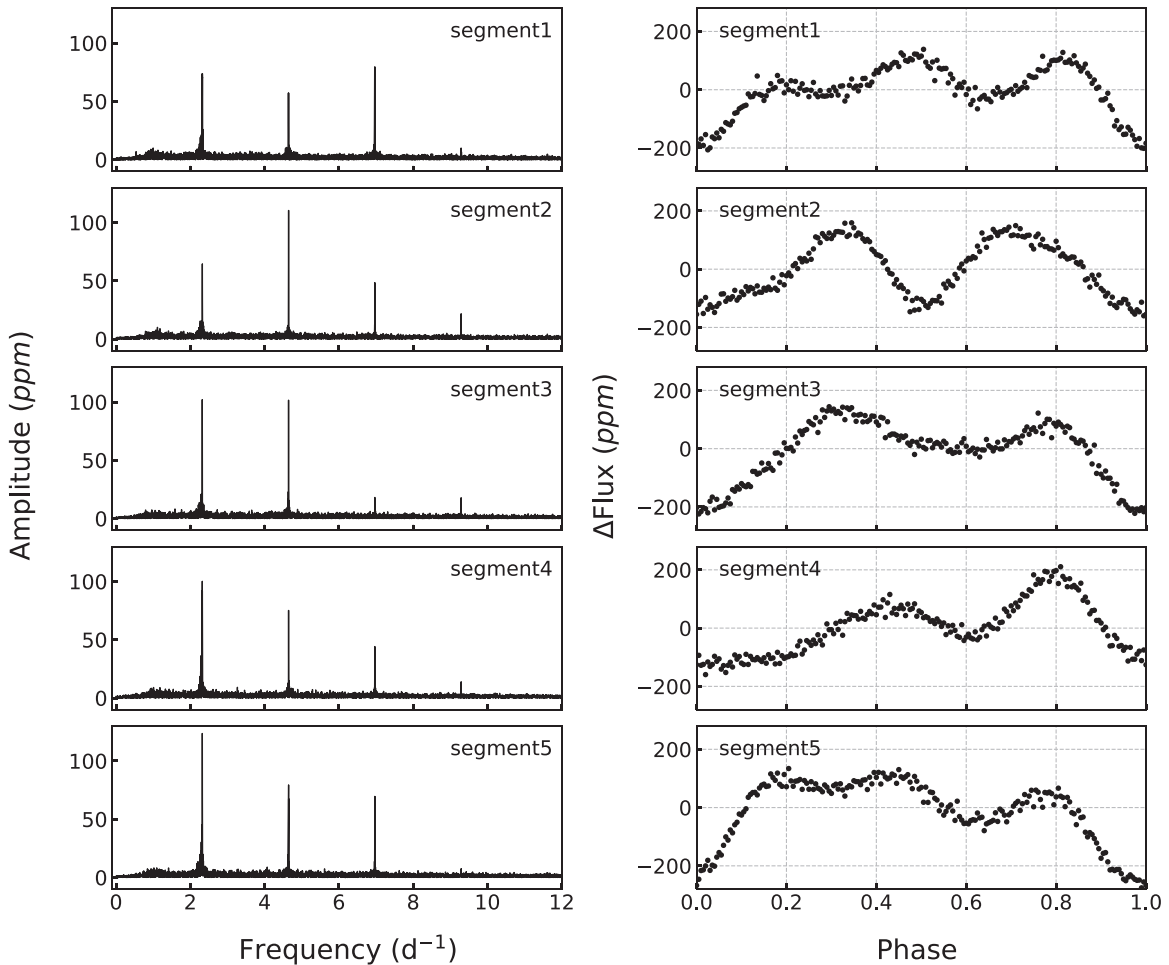 segment1
100
50
0
segment2
100
50
0
segment3
100
50
0
segment4
100
50
0
segment5
100
50
0
0 2 4 6 8 10 12
Frequency (d⁻¹)
Amplitude (ppm)
segment1
200
0
−200
segment2
200
0
−200
segment3
200
0
−200
segment4
200
0
−200
segment5
200
0
−200
0.0 0.2 0.4 0.6 0.8 1.0
Phase
ΔFlux (ppm)